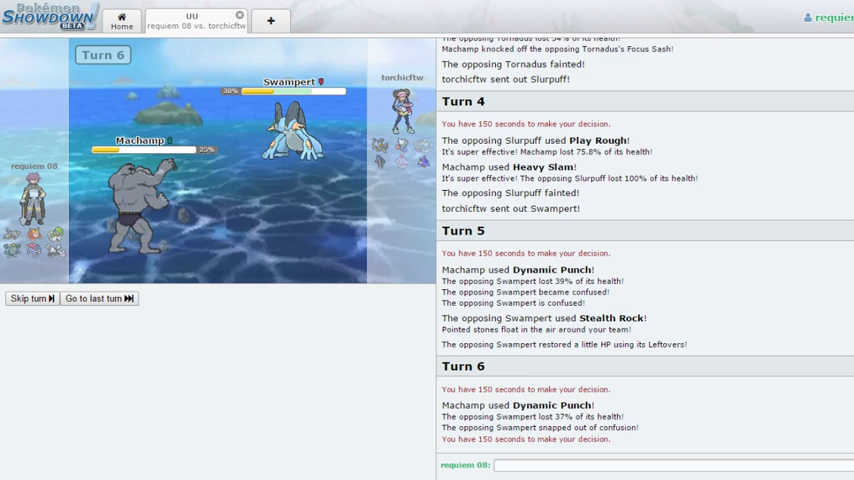 Pokémon
SHOWDOWN!
BETA
Home
UU
requiem 08 vs. torchicftw
+
requiem
Turn 6
Swampert
30%
torchicftw
Machamp
25%
requiem 08
Skip turn
Go to last turn
The opposing Tornadus lost 34% of its health!
Machamp knocked off the opposing Tornadus's Focus Sash!
The opposing Tornadus fainted!
torchicftw sent out Slurpuff!
Turn 4
You have 150 seconds to make your decision.
The opposing Slurpuff used Play Rough!
It's super effective! Machamp lost 75.8% of its health!
Machamp used Heavy Slam!
It's super effective! The opposing Slurpuff lost 100% of its health!
The opposing Slurpuff fainted!
torchicftw sent out Swampert!
Turn 5
You have 150 seconds to make your decision.
Machamp used Dynamic Punch!
The opposing Swampert lost 39% of its health!
The opposing Swampert became confused!
The opposing Swampert is confused!
The opposing Swampert used Stealth Rock!
Pointed stones float in the air around your team!
The opposing Swampert restored a little HP using its Leftovers!
Turn 6
You have 150 seconds to make your decision.
Machamp used Dynamic Punch!
The opposing Swampert lost 37% of its health!
The opposing Swampert snapped out of confusion!
You have 150 seconds to make your decision.
requiem 08: